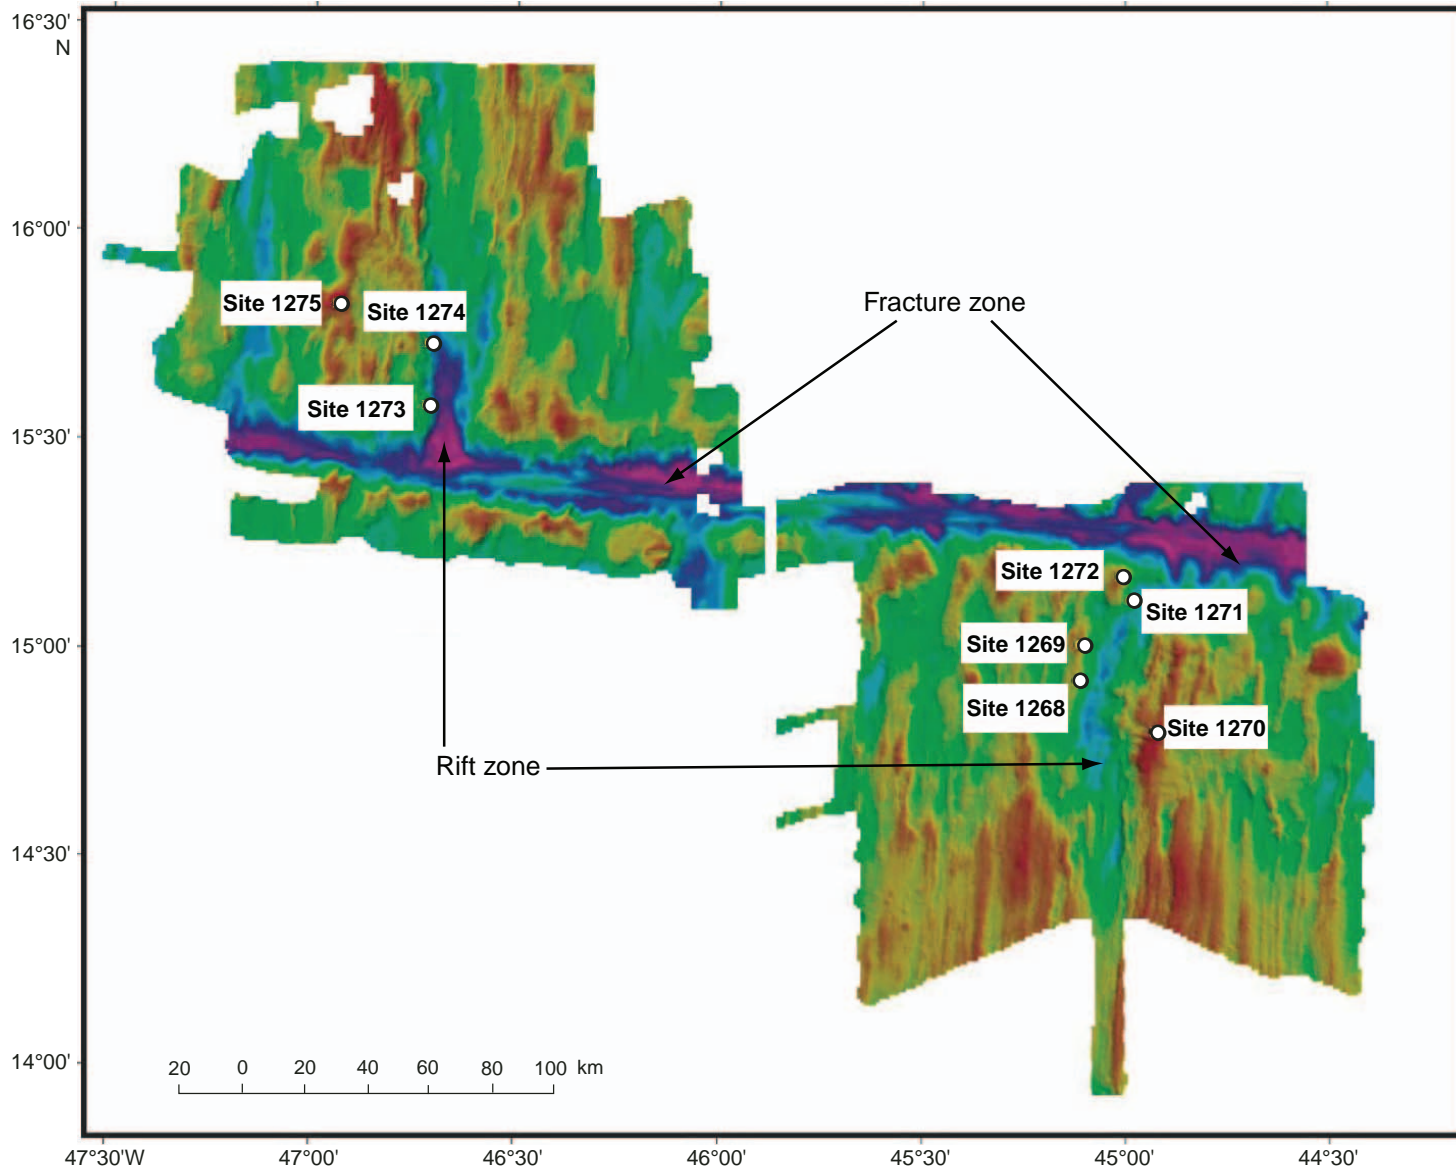 16°30'
N
16°00'
Site 1275
Site 1274
Fracture zone
Site 1273
15°30'
Site 1272
Site 1271
15°00'
Site 1269
Site 1268
Site 1270
Rift zone
14°30'
14°00'
20 0 20 40 60 80 100 km
47°30'W 47°00' 46°30' 46°00' 45°30' 45°00' 44°30'